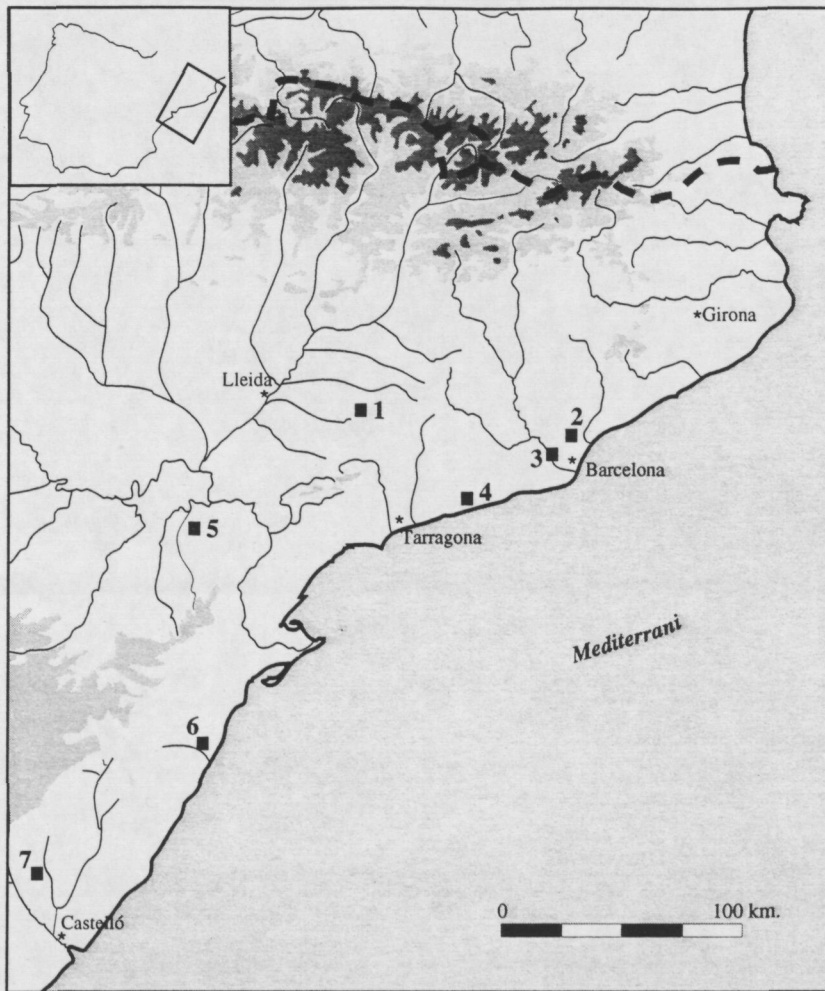 Girona
Lleida
1
2
3
Barcelona
4
5
Tarragona
Mediterrani
6
7
Castelló
0 100 km.